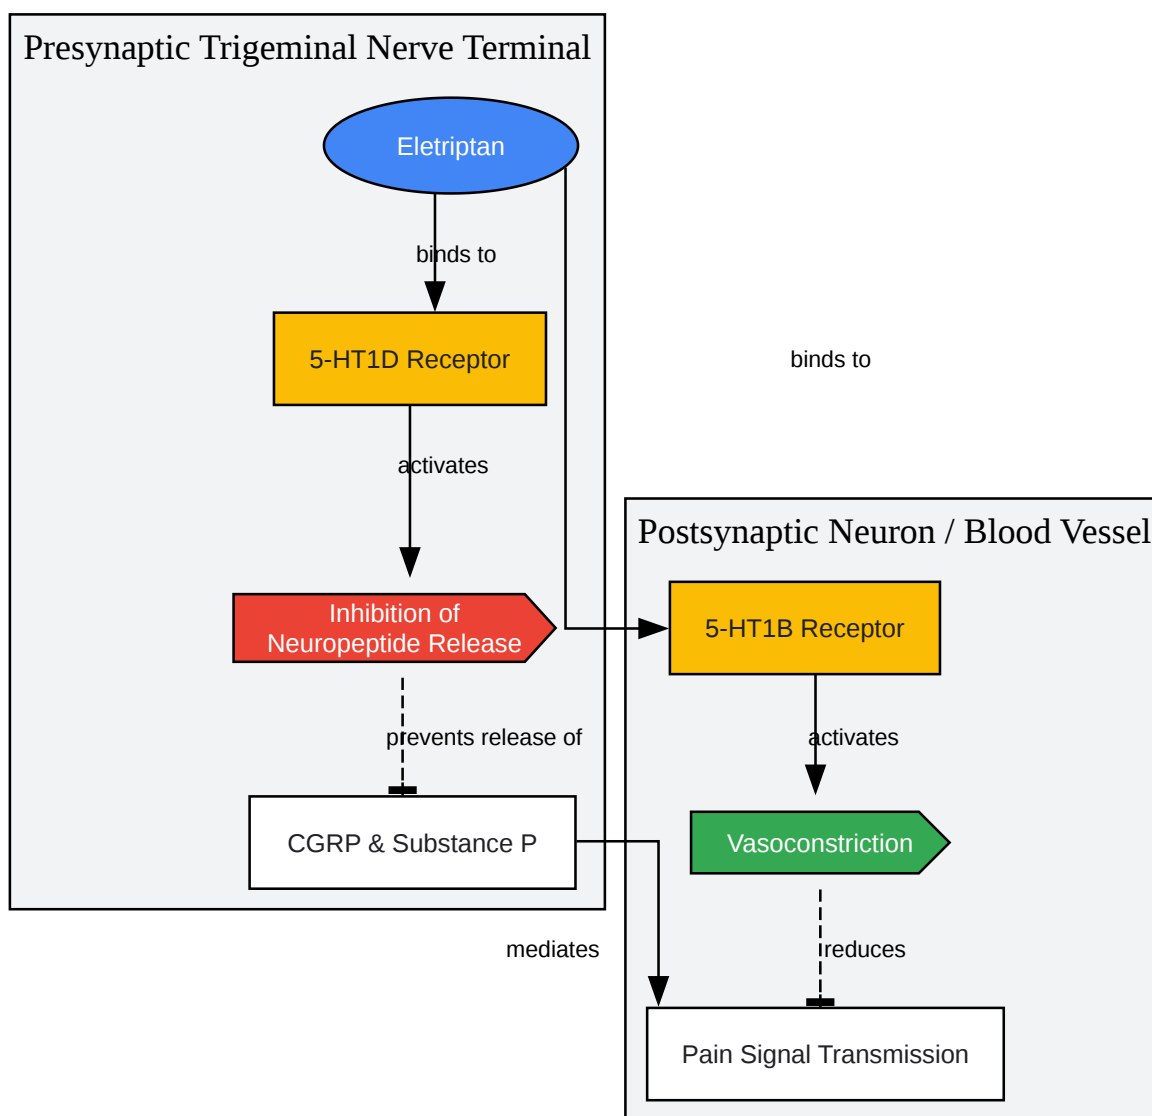 Presynaptic Trigeminal Nerve Terminal
Eletriptan
binds to
5-HT1D Receptor
binds to
activates
Postsynaptic Neuron / Blood Vessel
Inhibition of
Neuropeptide Release
5-HT1B Receptor
prevents release of
activates
CGRP & Substance P
Vasoconstriction
mediates
reduces
Pain Signal Transmission